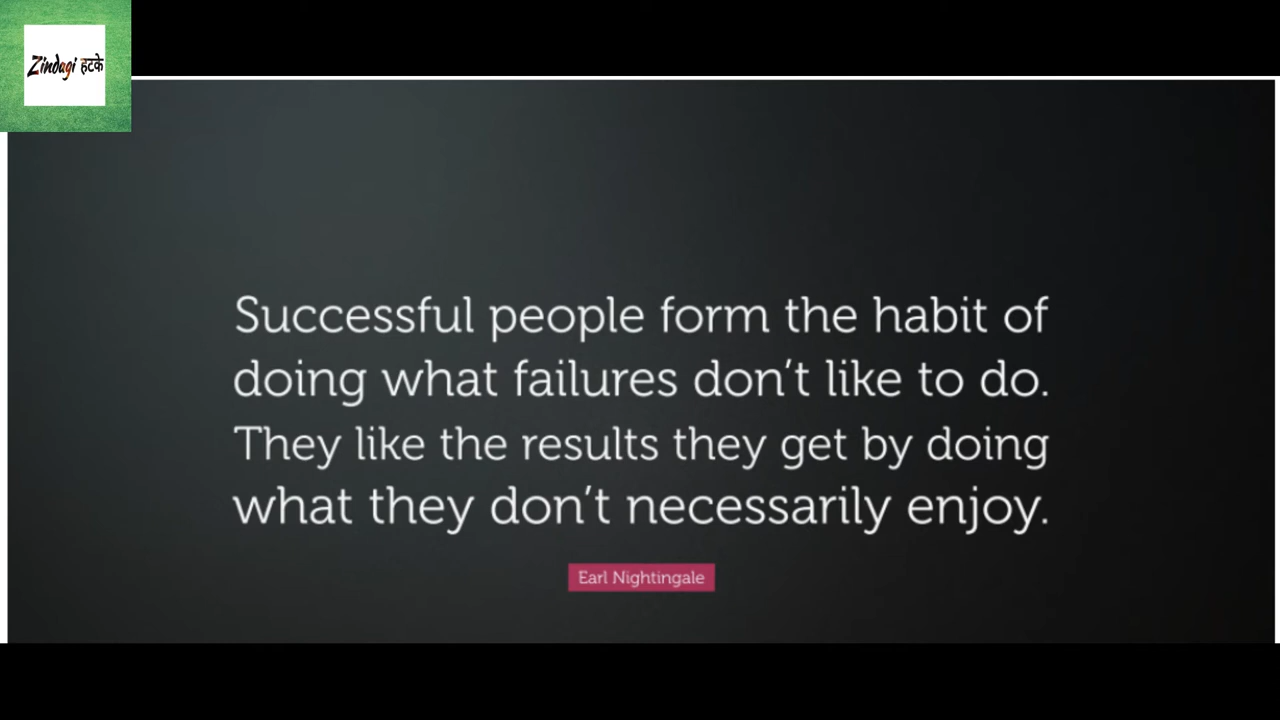 Zindagi हटके
Successful people form the habit of
doing what failures don’t like to do.
They like the results they get by doing
what they don’t necessarily enjoy.
Earl Nightingale